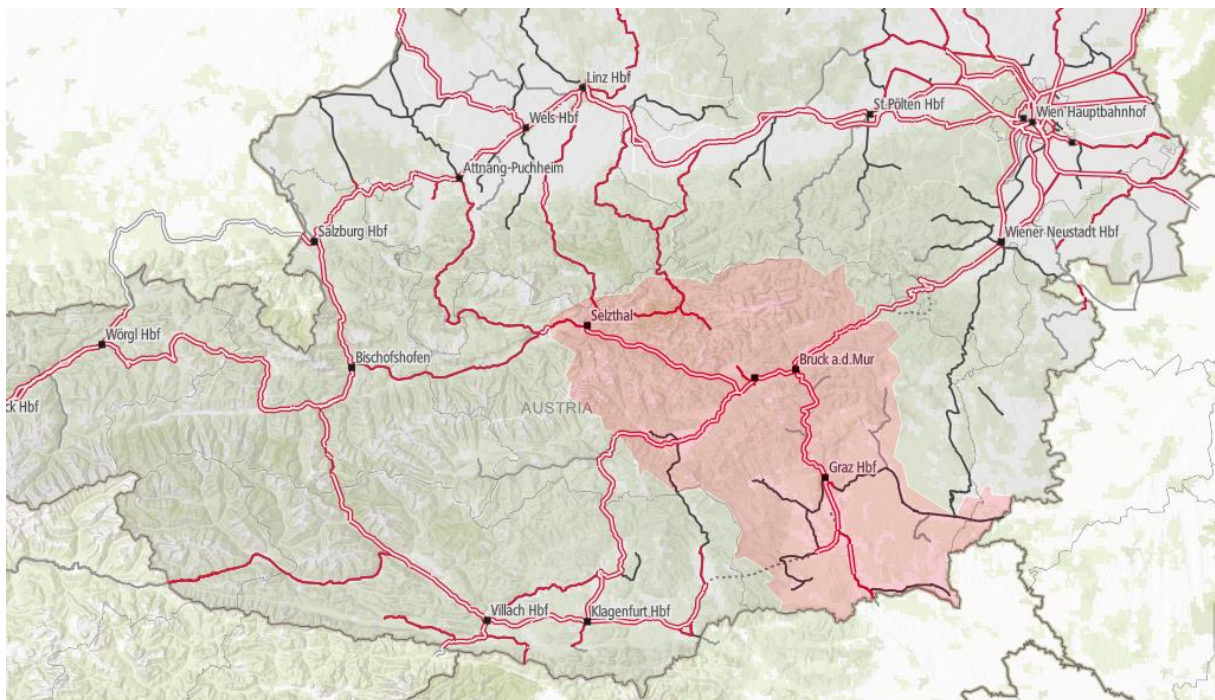 Linz Hbf
St.Pölten Hbf
Wien Hauptbahnhof
Wels Hbf
Attnang-Puchheim
Salzburg Hbf
Wiener Neustadt Hbf
Selzthal
Wörgl Hbf
Bischofshofen
Bruck a.d.Mur
ck Hbf
AUSTRIA
Graz Hbf
Villach Hbf
Klagenfurt Hbf